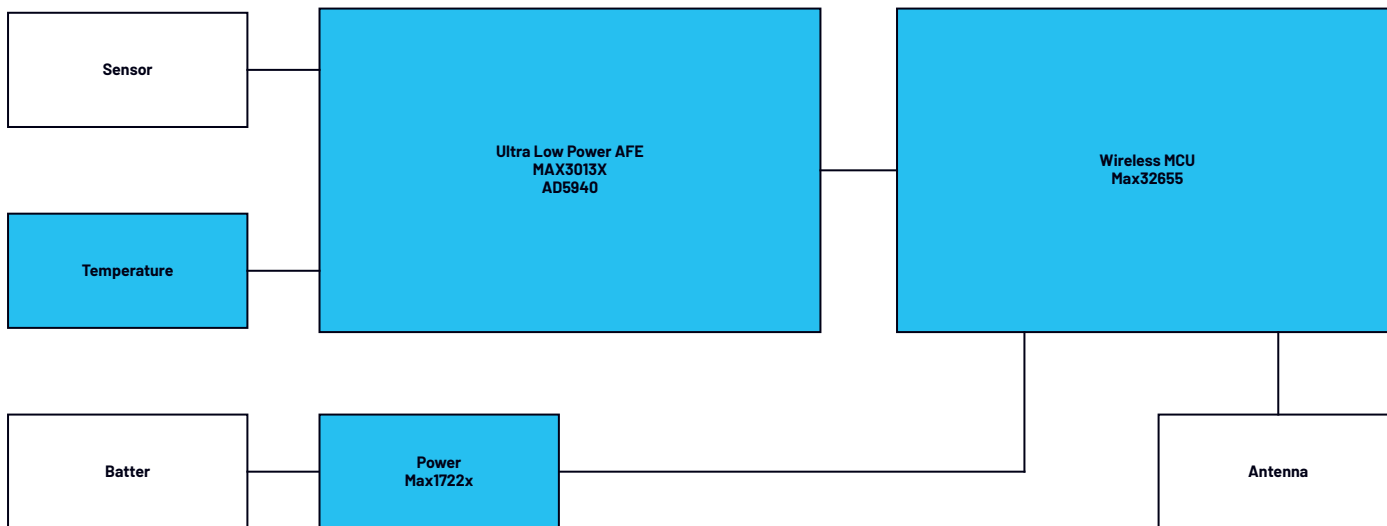 Sensor
Ultra Low Power AFE
MAX3013X
AD5940
Wireless MCU
Max32655
Temperature
Batter
Power
Max1722x
Antenna